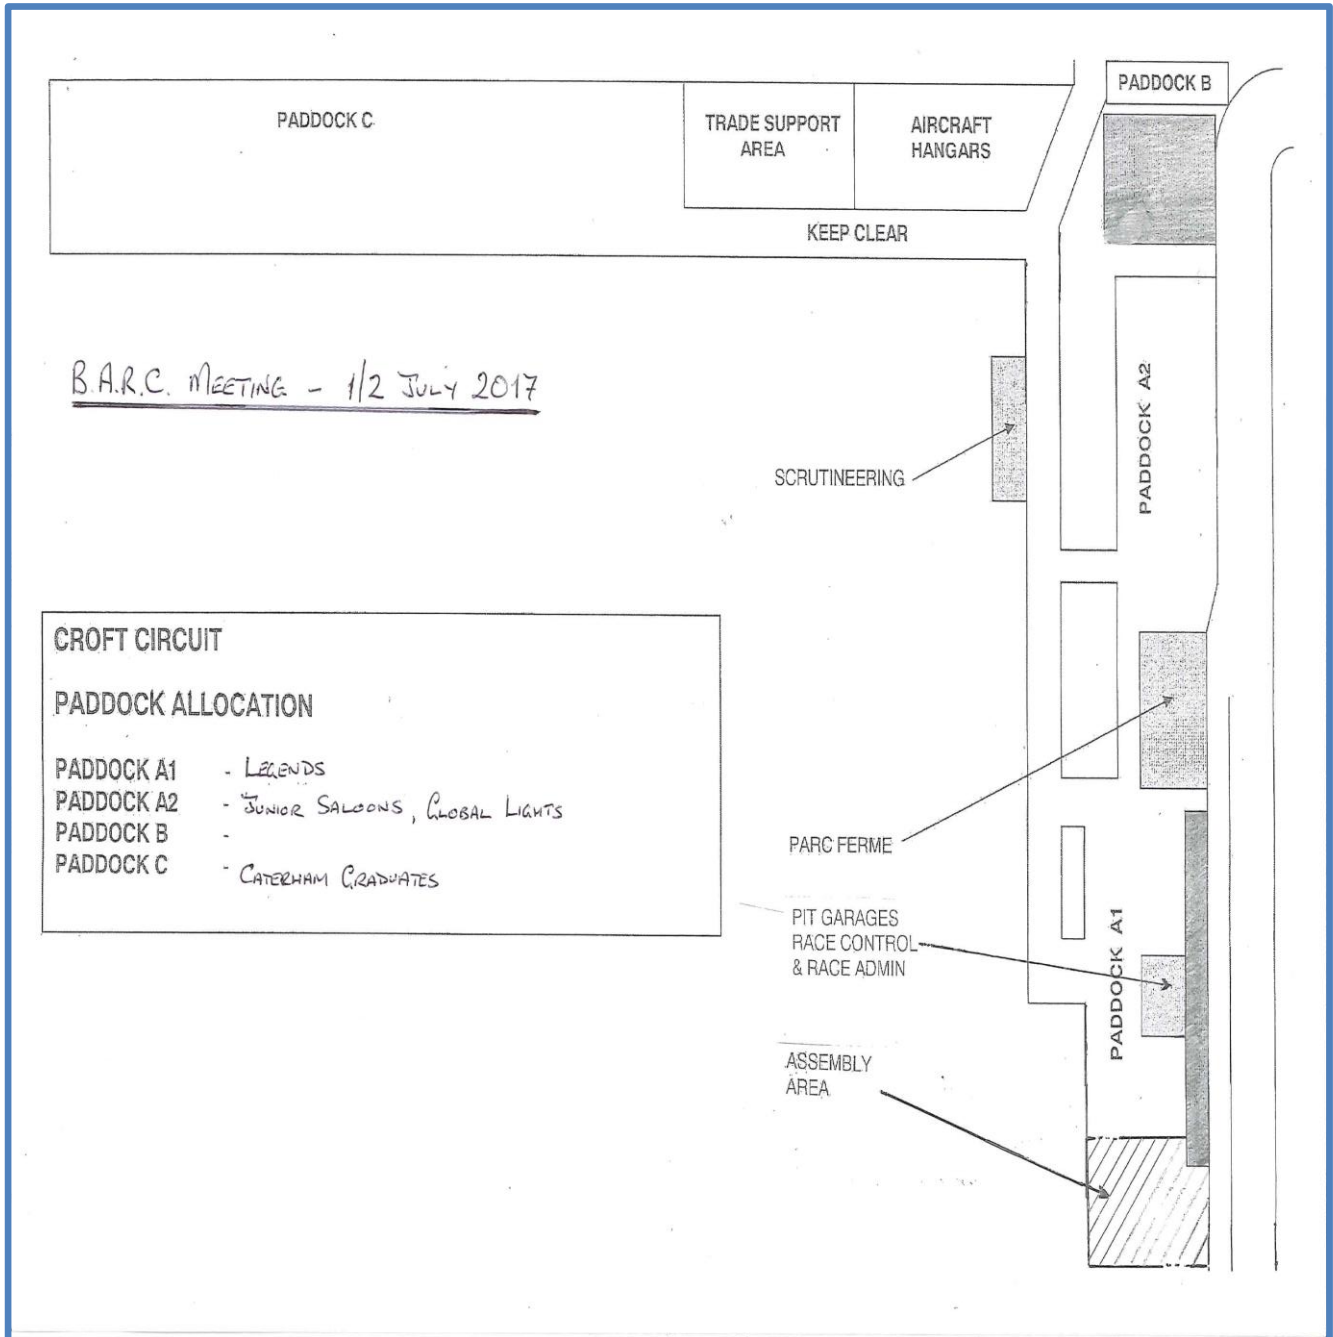 PADDOCK B
PADDOCK C
TRADE SUPPORT
AREA
AIRCRAFT
HANGARS
KEEP CLEAR
B.A.R.C. MEETING - 1/2 JULY 2017
PADDOCK A2
SCRUTINEERING
CROFT CIRCUIT
PADDOCK ALLOCATION
PADDOCK A1 - LEGENDS
PADDOCK A2 - JUNIOR SALOONS, GLOBAL LIGHTS
PADDOCK B -
PADDOCK C - CATERHAM GRADUATES
PARC FERME
PIT GARAGES
RACE CONTROL
& RACE ADMIN
PADDOCK A1
ASSEMBLY
AREA